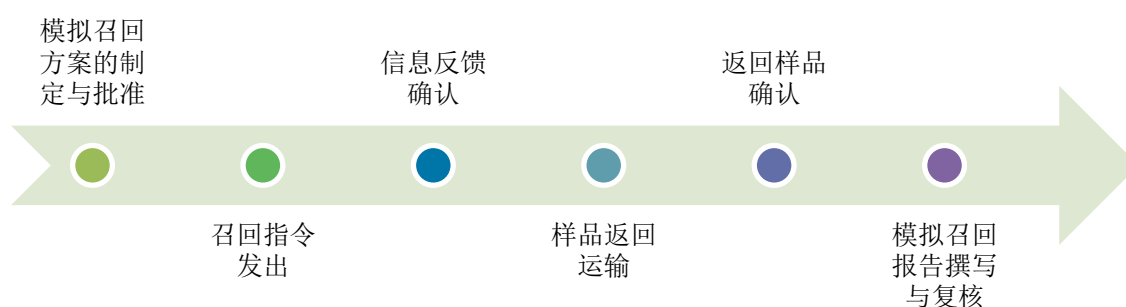 模拟召回
方案的制
定与批准
召回指令
发出
信息反馈
确认
样品返回
运输
返回样品
确认
模拟召回
报告撰写
与复核